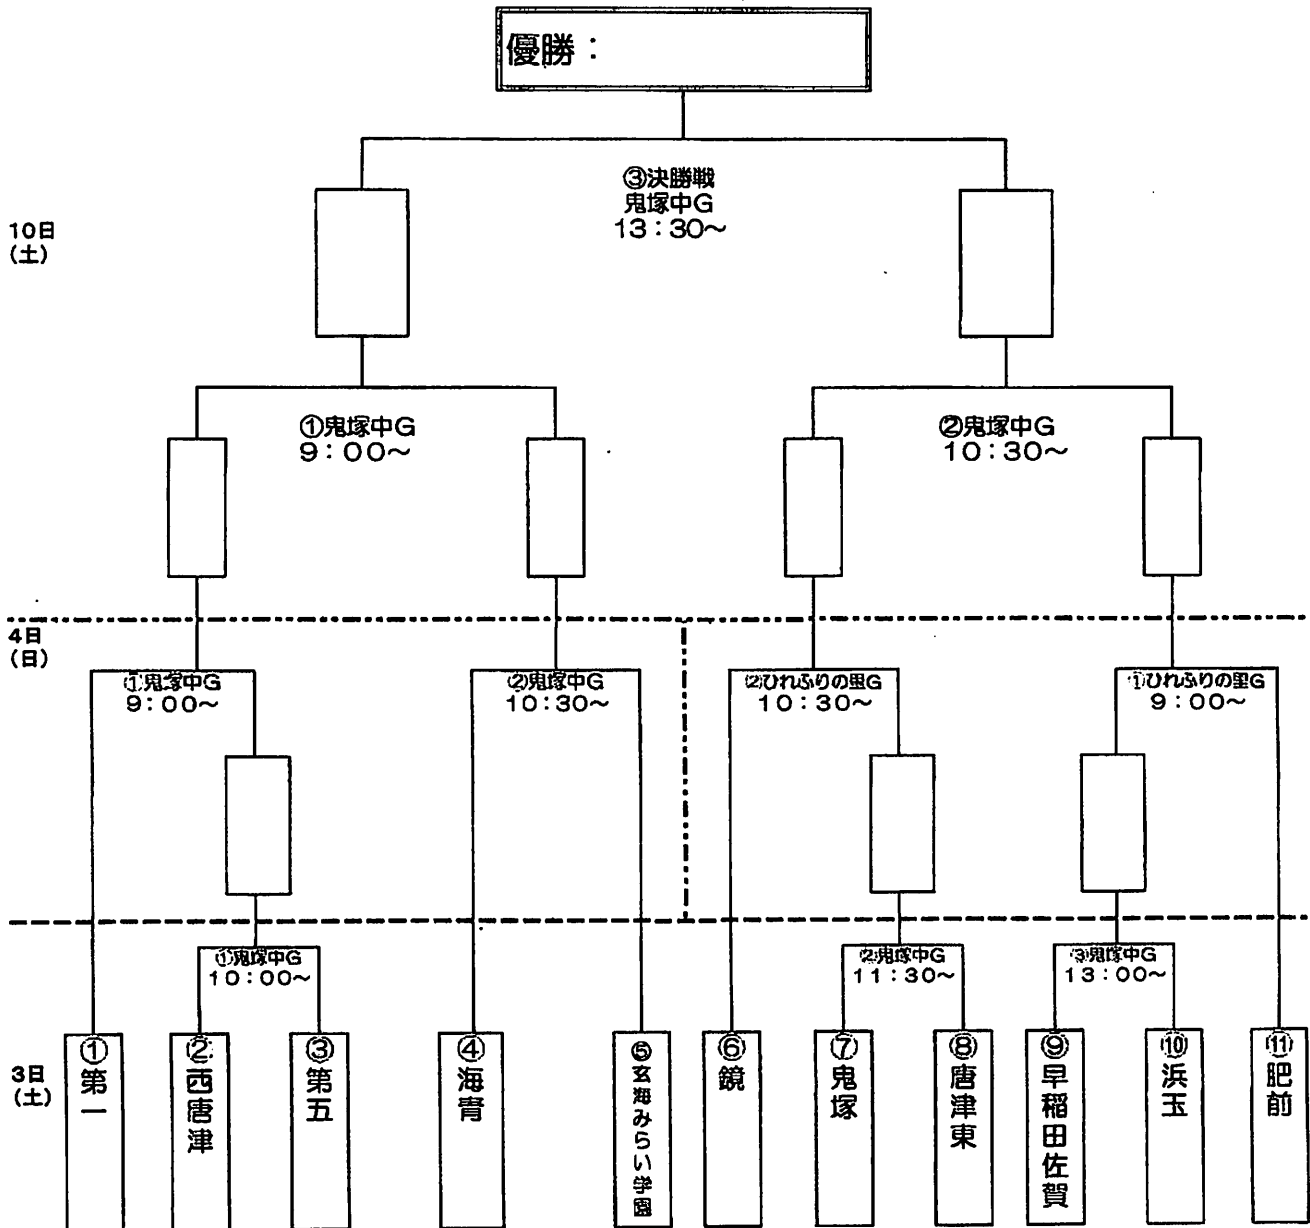 優勝：
③決勝戦
鬼塚中G
13：30～
10日
(土)
①鬼塚中G
9：00～
②鬼塚中G
10：30～
4日
(日)
①鬼塚中G
9：00～
②鬼塚中G
10：30～
②ひれふりの里G
10：30～
①ひれふりの里G
9：00～
①鬼塚中G
10：00～
②鬼塚中G
11：30～
③鬼塚中G
13：00～
3日
(土)
①第一
②西唐津
③第五
④海青
⑤玄海みらい学園
⑥鏡
⑦鬼塚
⑧唐津東
⑨早稲田佐賀
⑩浜玉
⑪肥前